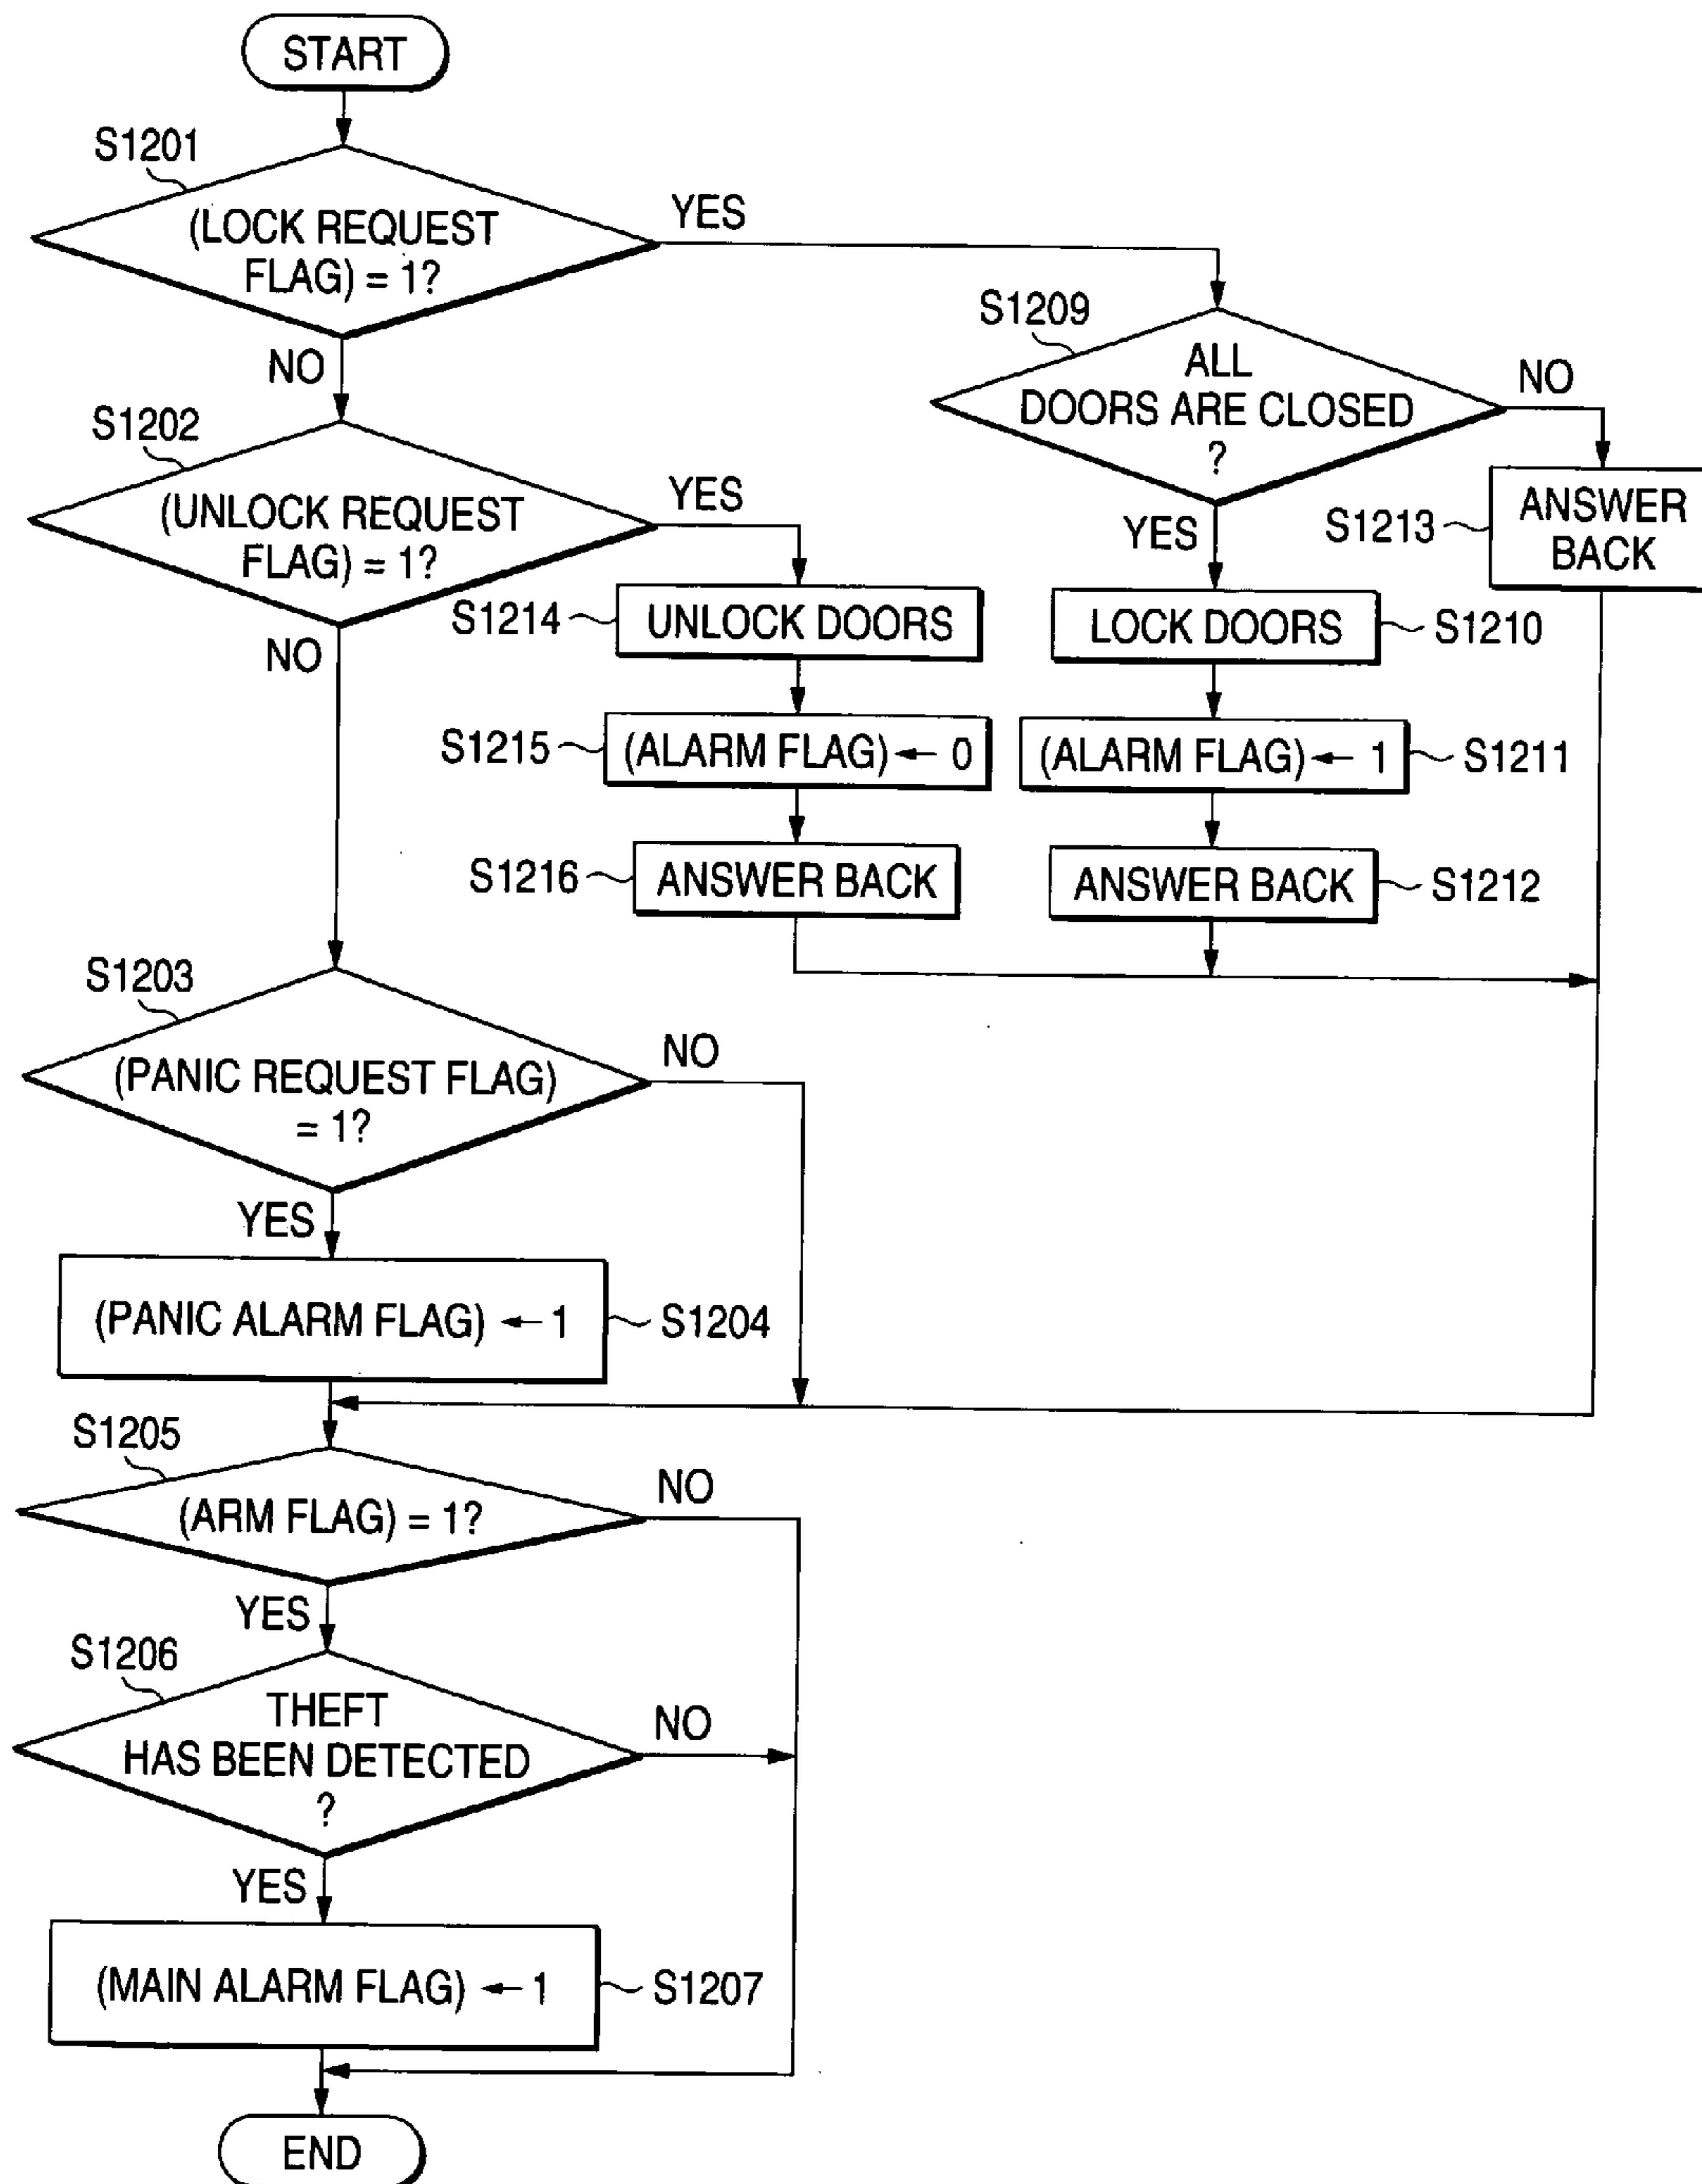 START
S1201
(LOCK REQUEST
FLAG) = 1?
YES
NO
S1209
ALL
DOORS ARE CLOSED
?
NO
YES
S1213
ANSWER
BACK
S1202
(UNLOCK REQUEST
FLAG) = 1?
YES
NO
S1214
UNLOCK DOORS
LOCK DOORS
S1210
S1215
(ALARM FLAG) ← 0
(ALARM FLAG) ← 1
S1211
S1216
ANSWER BACK
ANSWER BACK
S1212
S1203
(PANIC REQUEST FLAG)
= 1?
NO
YES
(PANIC ALARM FLAG) ← 1
S1204
S1205
(ARM FLAG) = 1?
NO
YES
S1206
THEFT
HAS BEEN DETECTED
?
NO
YES
(MAIN ALARM FLAG) ← 1
S1207
END